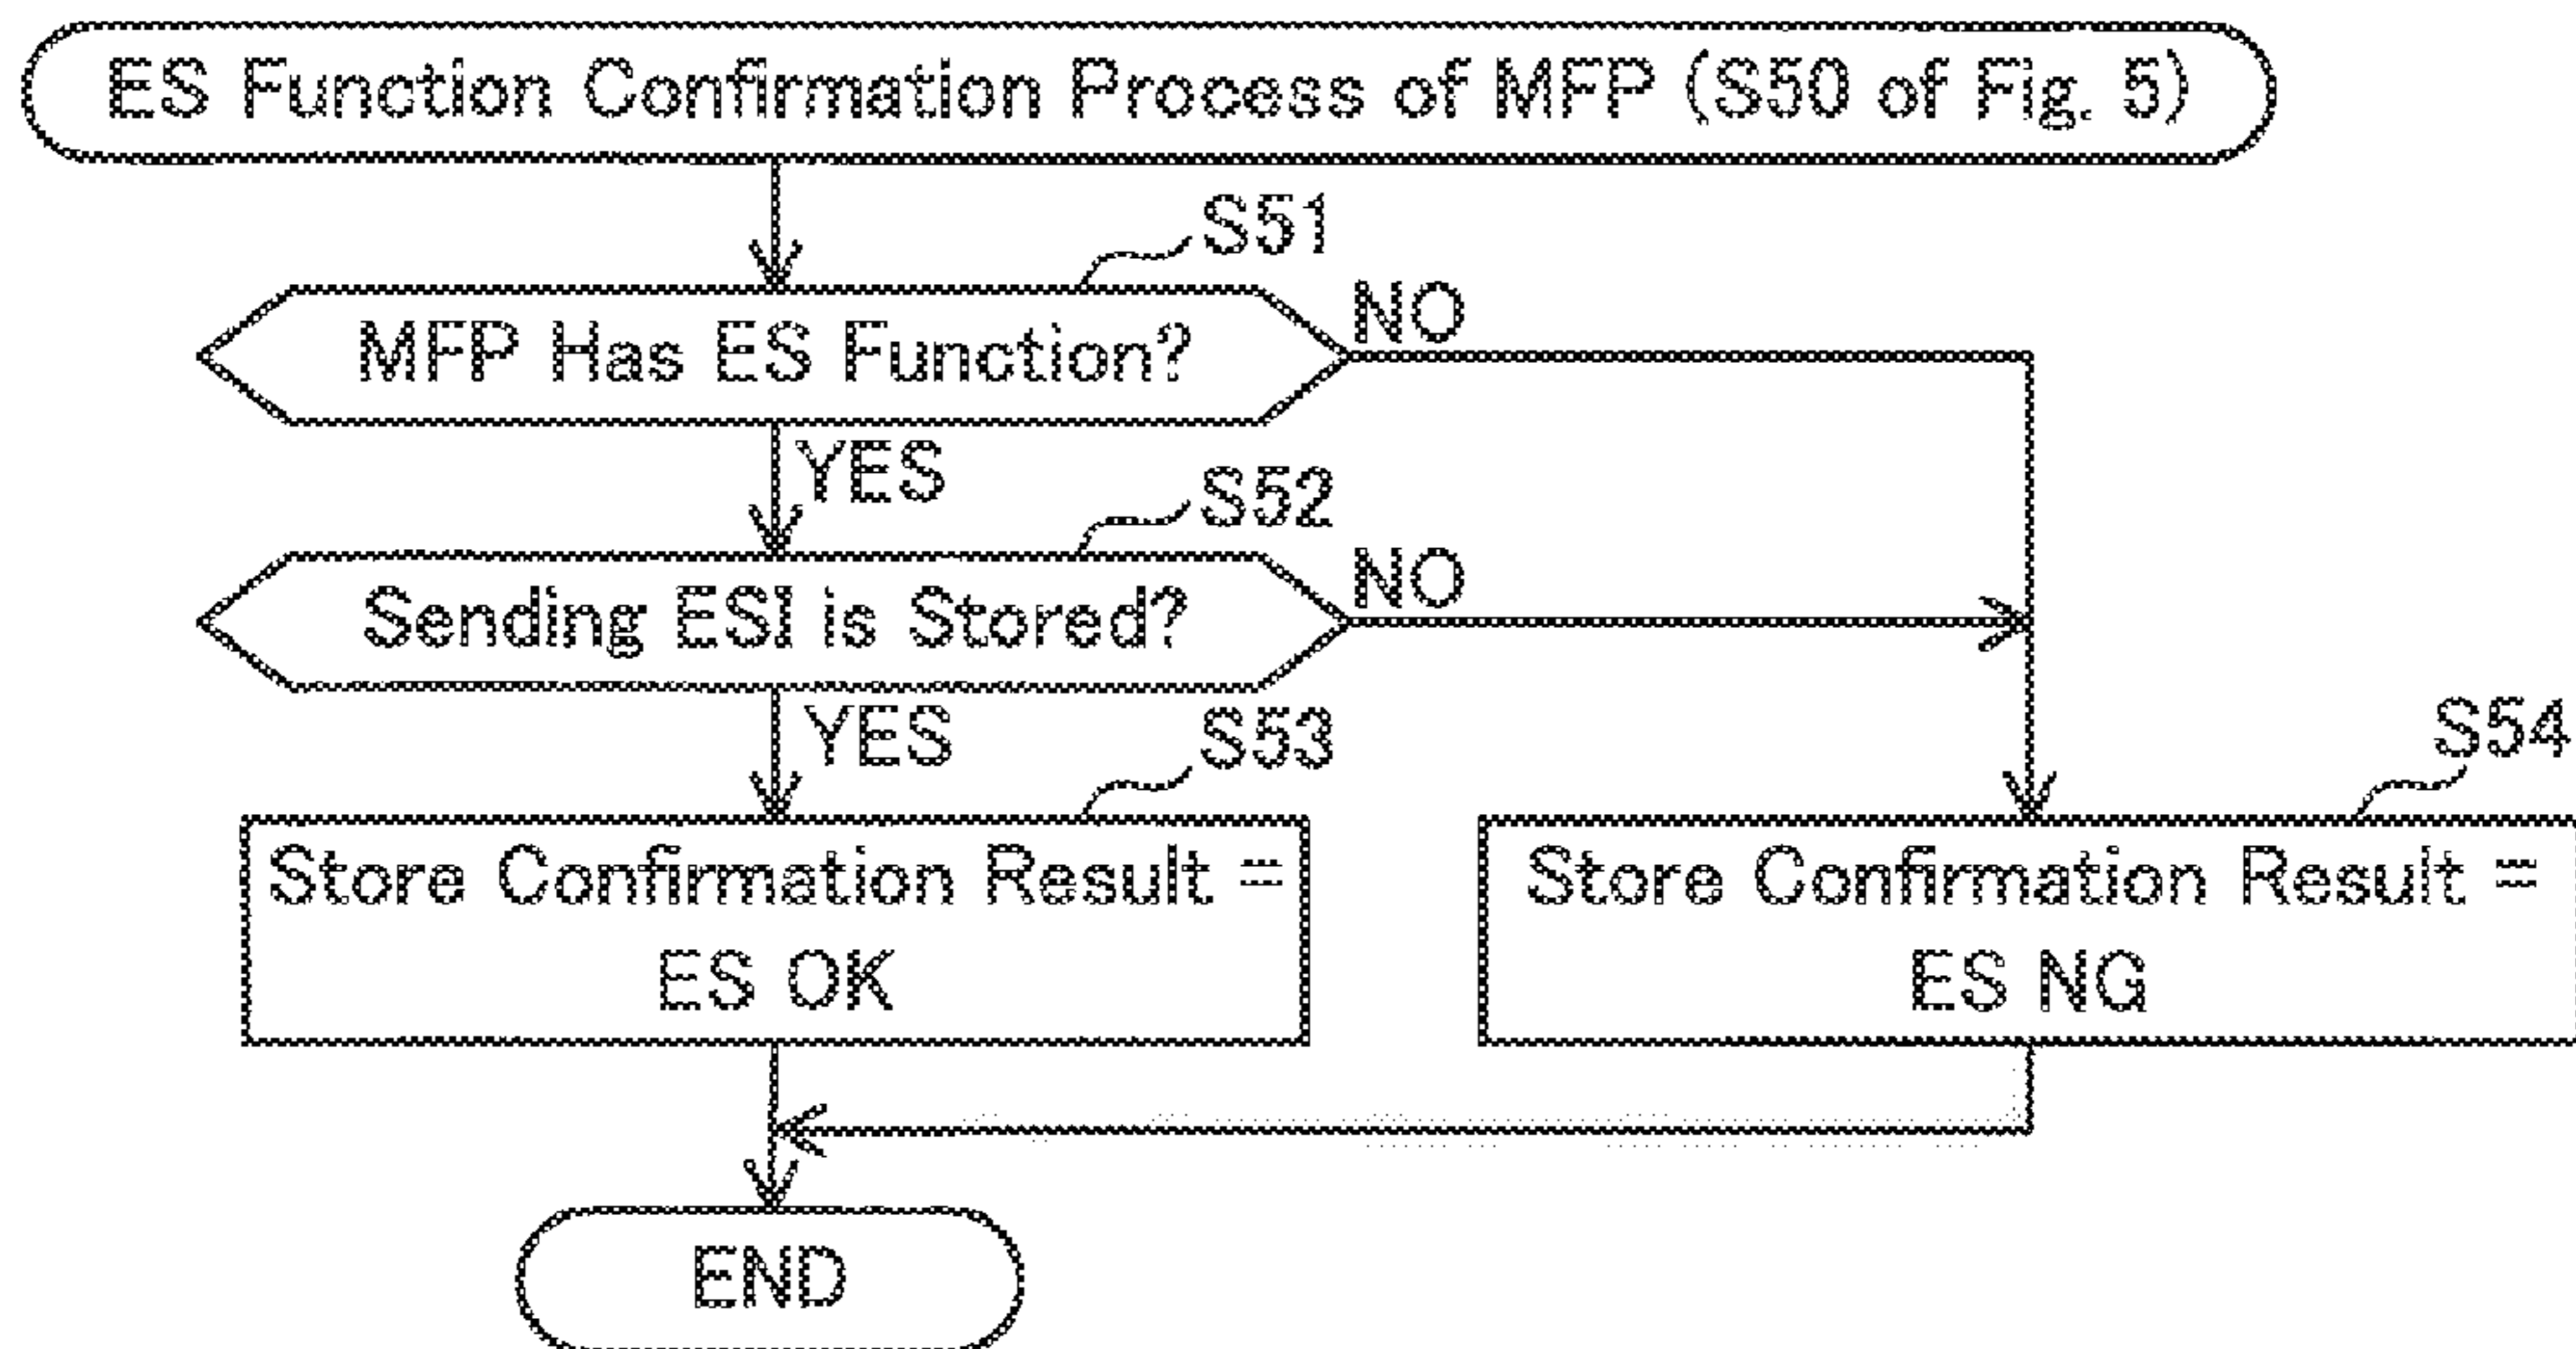 ES Function Confirmation Process of MFP (S50 of Fig. 5)
S51
MFP Has ES Function?
NO
YES
S52
Sending ESI is Stored?
NO
YES
S53
S54
Store Confirmation Result =
ES OK
Store Confirmation Result =
ES NG
END